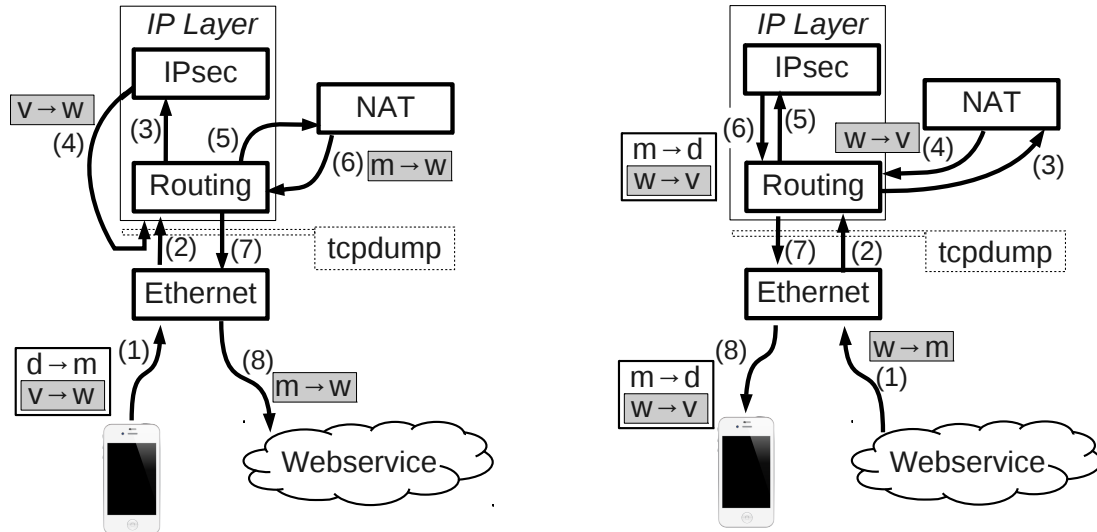 IP Layer
IPsec
NAT
v → w
(4)
(3)
(5)
(6)
m → w
Routing
(2)
(7)
tcpdump
Ethernet
(1)
d → m
v → w
(8)
m → w
Webservice
IP Layer
IPsec
NAT
(6)
(5)
w → v
(4)
(3)
m → d
w → v
Routing
(7)
(2)
tcpdump
Ethernet
(8)
w → m
(1)
m → d
w → v
Webservice